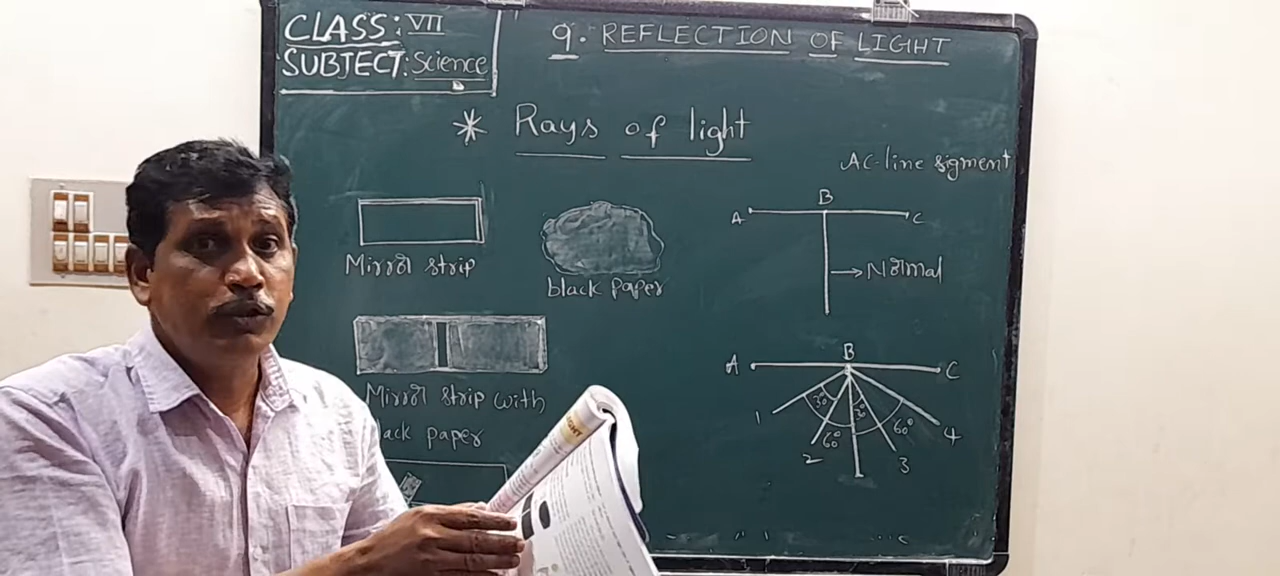 CLASS: VII
SUBJECT: Science
9. REFLECTION OF LIGHT
* Rays of light
AC-line sigment
Mirror strip
black paper
A B C
Normal
Mirror strip with
lack paper
A B C
1 30° 60° 2 30° 3 60° 4